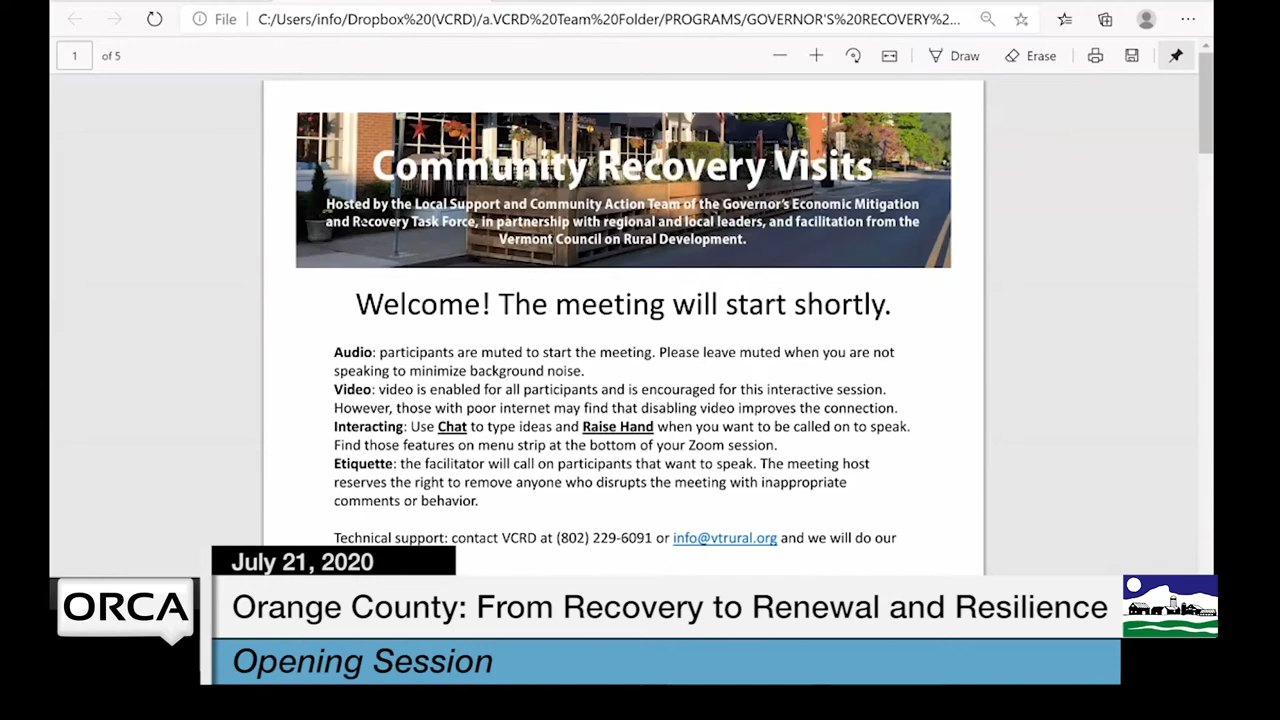 File
C:/Users/info/Dropbox%20(VCRD)/a.VCRD%20Team%20Folder/PROGRAMS/GOVERNOR'S%20RECOVERY%2...
1 of 5
Draw
Erase
Community Recovery Visits
Hosted by the Local Support and Community Action Team of the Governor's Economic Mitigation
and Recovery Task Force, in partnership with regional and local leaders, and facilitation from the
Vermont Council on Rural Development.
Welcome! The meeting will start shortly.
Audio: participants are muted to start the meeting. Please leave muted when you are not
speaking to minimize background noise.
Video: video is enabled for all participants and is encouraged for this interactive session.
However, those with poor internet may find that disabling video improves the connection.
Interacting: Use Chat to type ideas and Raise Hand when you want to be called on to speak.
Find those features on menu strip at the bottom of your Zoom session.
Etiquette: the facilitator will call on participants that want to speak. The meeting host
reserves the right to remove anyone who disrupts the meeting with inappropriate
comments or behavior.
Technical support: contact VCRD at (802) 229-6091 or info@vtrural.org and we will do our
July 21, 2020
ORCA
Orange County: From Recovery to Renewal and Resilience
Opening Session